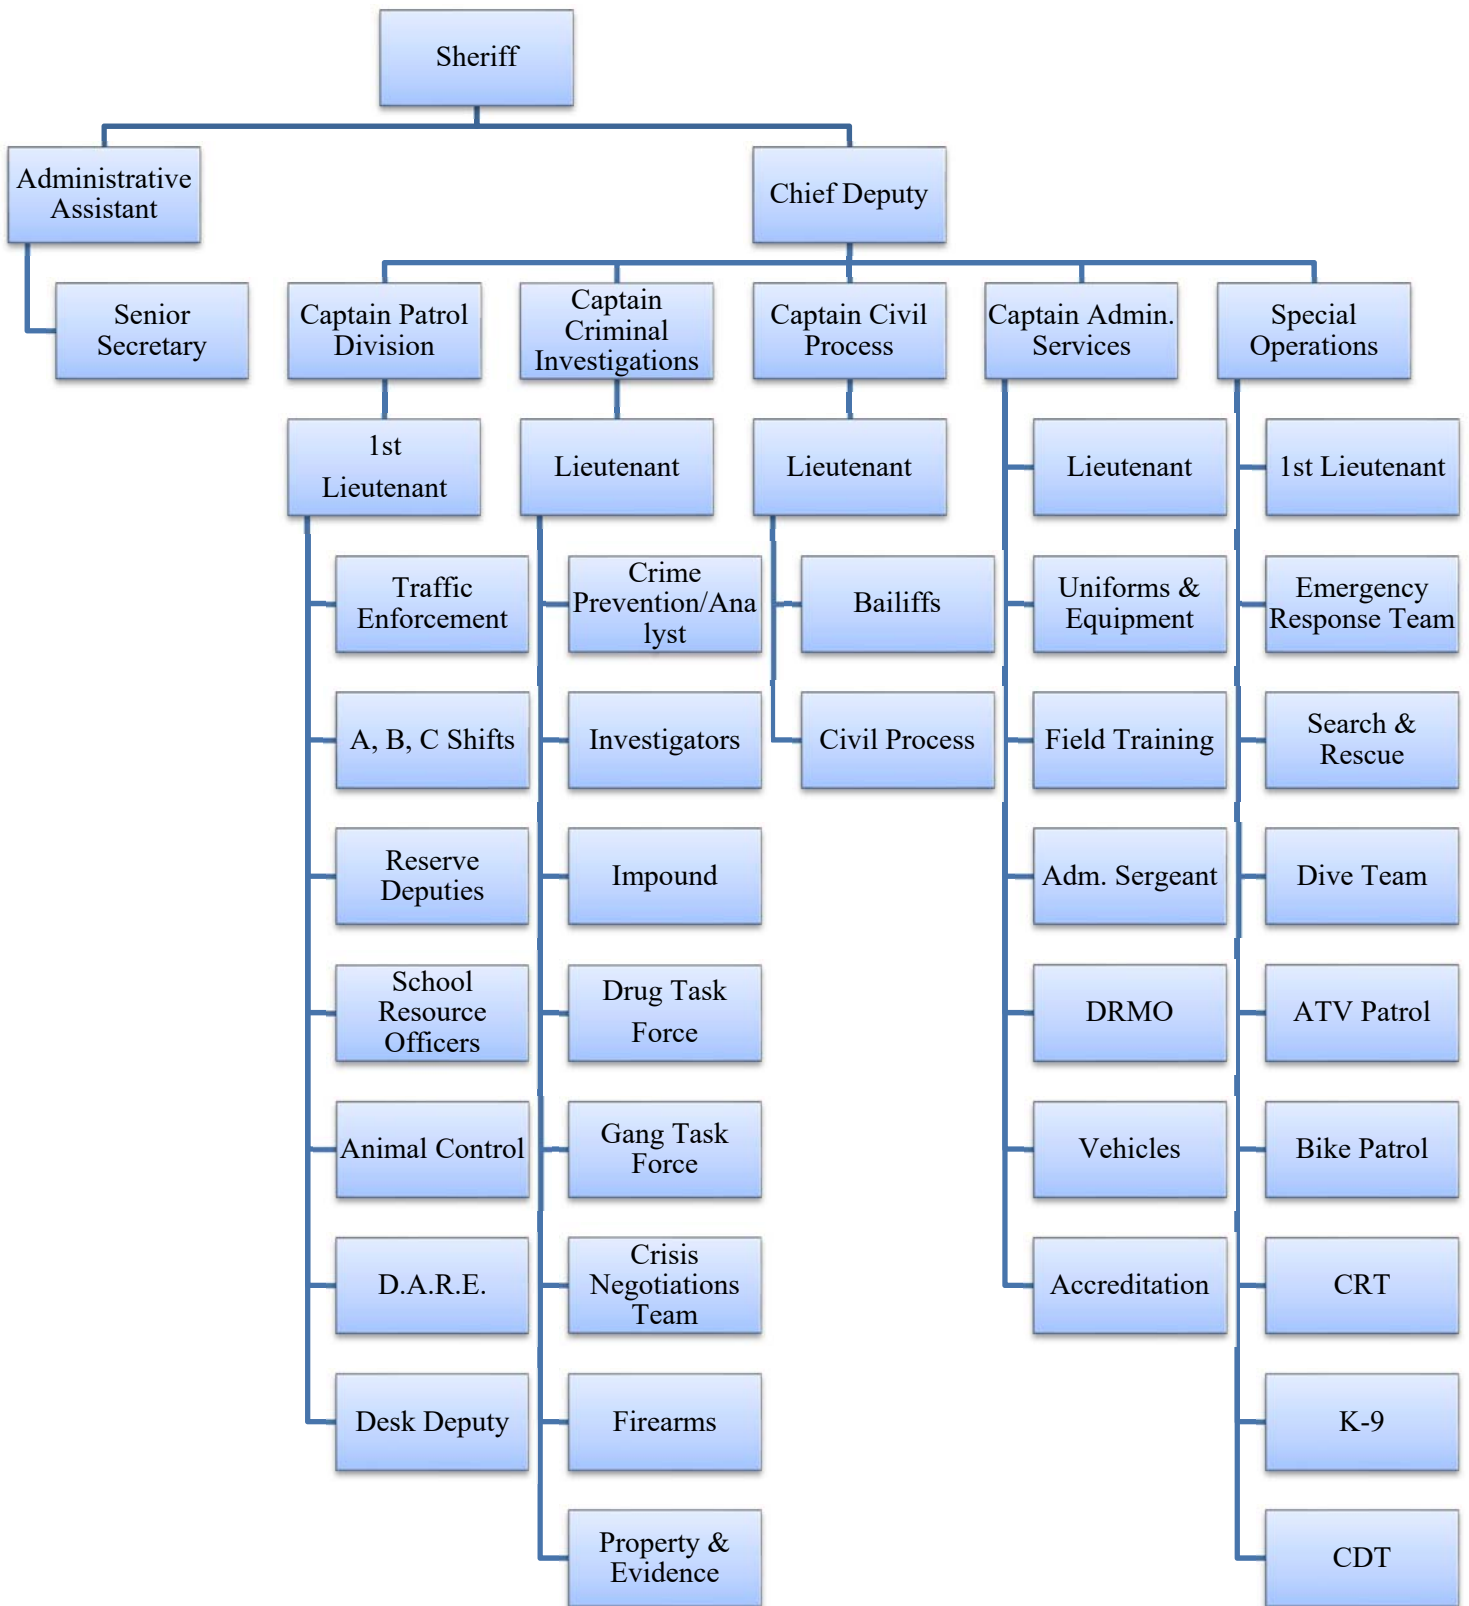 Sheriff
Administrative
Assistant
Chief Deputy
Senior
Secretary
Captain Patrol
Division
Captain
Criminal
Investigations
Captain Civil
Process
Captain Admin.
Services
Special
Operations
1st
Lieutenant
Lieutenant
Lieutenant
Lieutenant
1st Lieutenant
Traffic
Enforcement
Crime
Prevention/Ana
lyst
Bailiffs
Uniforms &
Equipment
Emergency
Response Team
A, B, C Shifts
Investigators
Civil Process
Field Training
Search &
Rescue
Reserve
Deputies
Impound
Adm. Sergeant
Dive Team
School
Resource
Officers
Drug Task
Force
DRMO
ATV Patrol
Animal Control
Gang Task
Force
Vehicles
Bike Patrol
D.A.R.E.
Crisis
Negotiations
Team
Accreditation
CRT
Desk Deputy
Firearms
K-9
Property &
Evidence
CDT